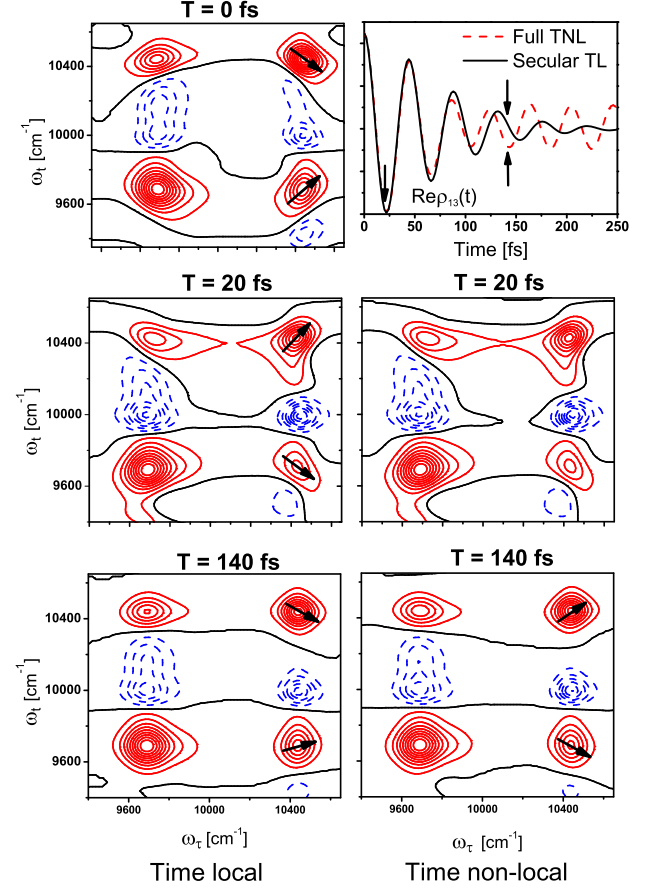 T = 0 fs
10400
10000
9600
ω_t [cm⁻¹]
Full TNL
Secular TL
Reρ₁₃(t)
0 50 100 150 200 250
Time [fs]
T = 20 fs
T = 20 fs
10400
10000
9600
ω_t [cm⁻¹]
T = 140 fs
T = 140 fs
10400
10000
9600
ω_t [cm⁻¹]
9600 10000 10400
9600 10000 10400
ω_τ [cm⁻¹]
ω_τ [cm⁻¹]
Time local
Time non-local